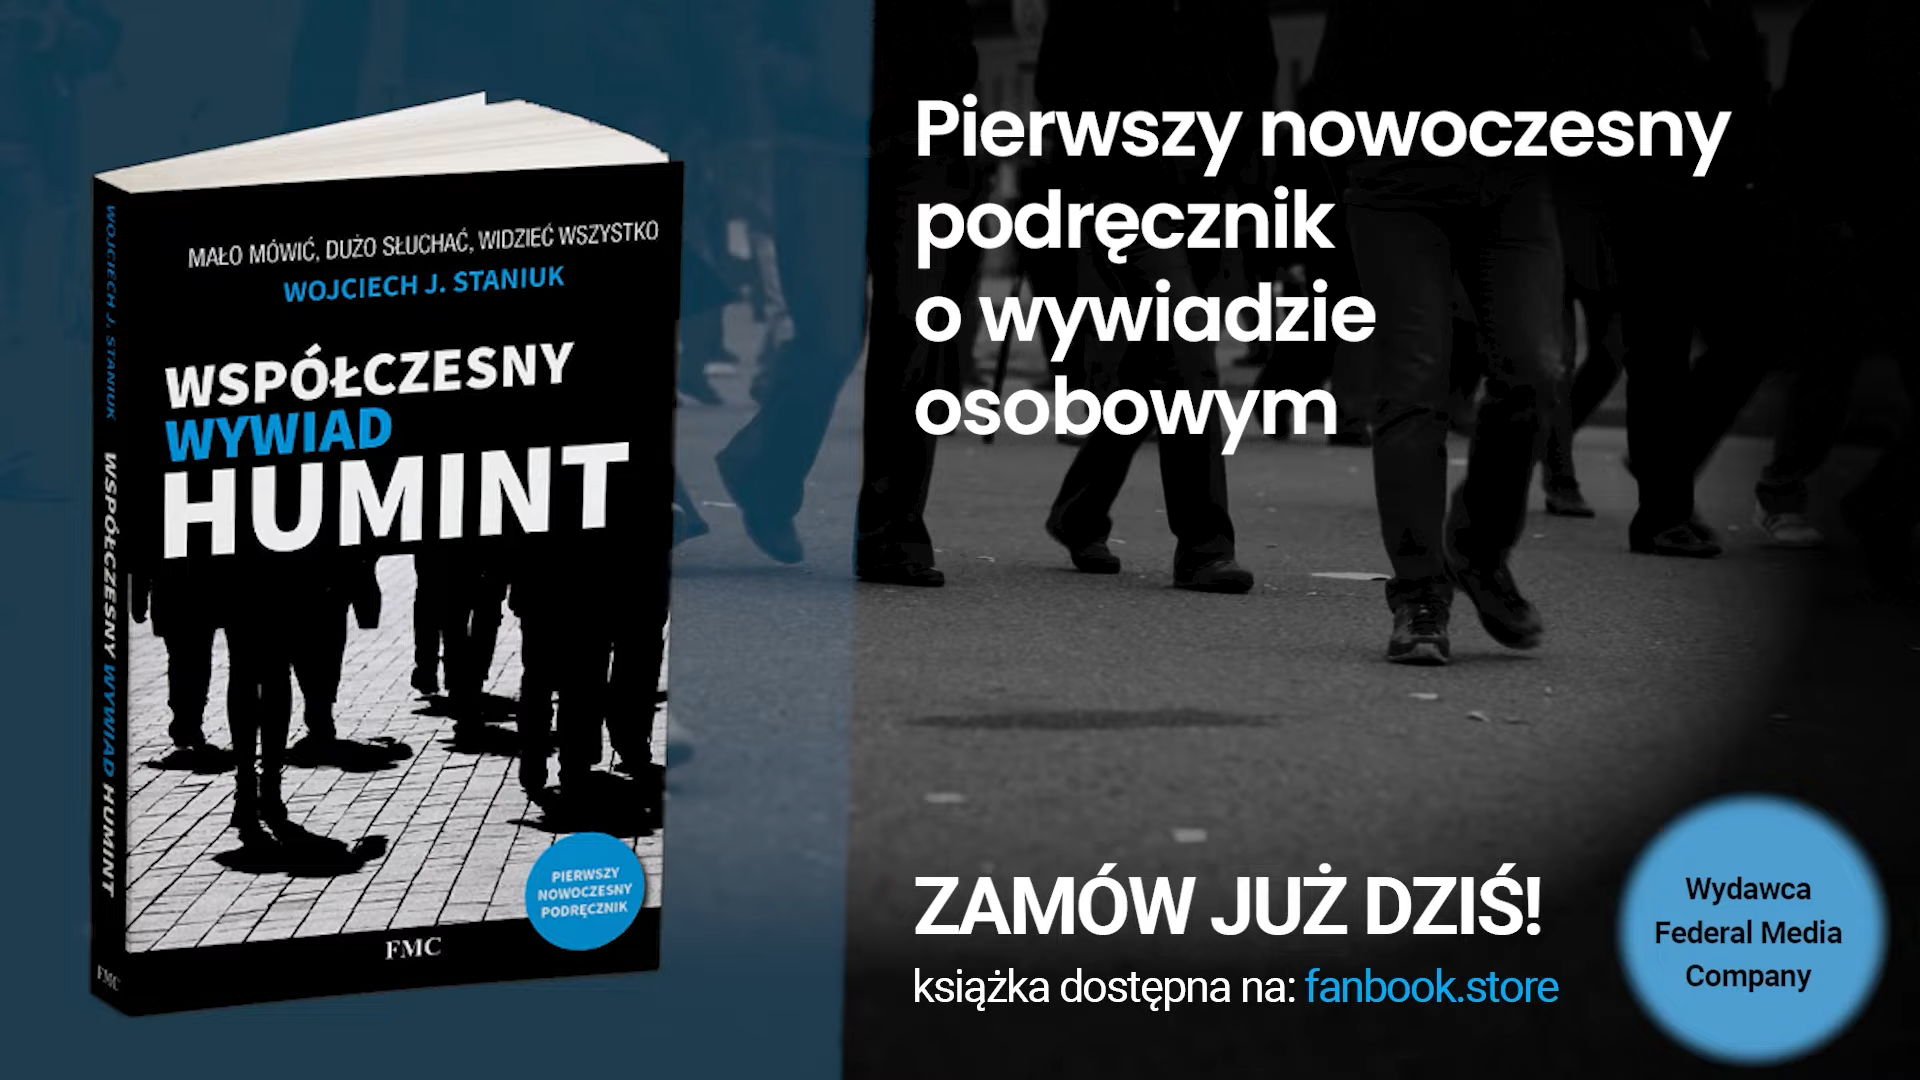 MAŁO MÓWIĆ, DUŻO SŁUCHAĆ, WIDZIEĆ WSZYSTKO
WOJCIECH J. STANIUK
WSPÓŁCZESNY
WYWIAD
HUMINT
PIERWSZY
NOWOCZESNY
PODRĘCZNIK
FMC
WOJCIECH J. STANIUK WSPÓŁCZESNY WYWIAD HUMINT
FMC
Pierwszy nowoczesny
podręcznik
o wywiadzie
osobowym
ZAMÓW JUŻ DZIŚ!
książka dostępna na: fanbook.store
Wydawca
Federal Media
Company